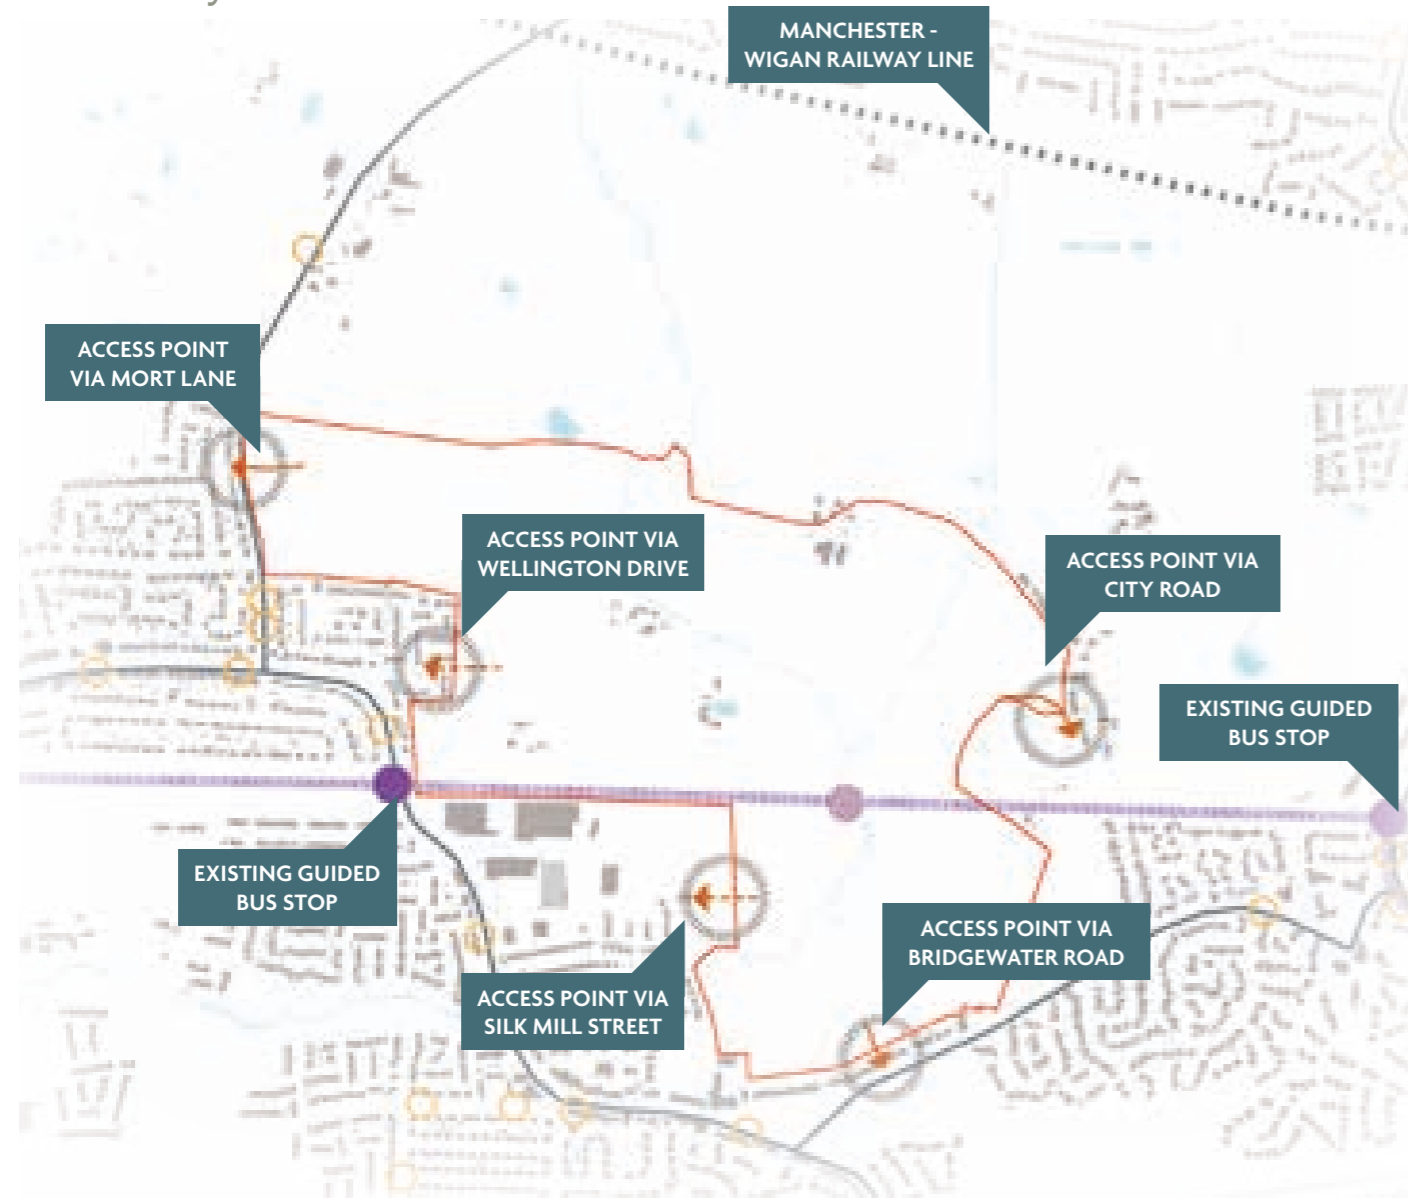 MANCHESTER -
WIGAN RAILWAY LINE
ACCESS POINT
VIA MORT LANE
ACCESS POINT VIA
WELLINGTON DRIVE
ACCESS POINT VIA
CITY ROAD
EXISTING GUIDED
BUS STOP
EXISTING GUIDED
BUS STOP
ACCESS POINT VIA
BRIDGEWATER ROAD
ACCESS POINT VIA
SILK MILL STREET